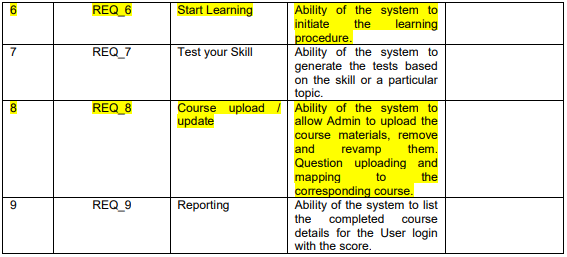 6 REQ_6 Start Learning Ability of the system to
initiate the learning
procedure.
7 REQ_7 Test your Skill Ability of the system to
generate the tests based
on the skill or a particular
topic.
8 REQ_8 Course upload / Ability of the system to
update allow Admin to upload the
course materials, remove
and revamp them.
Question uploading and
mapping to the
corresponding course.
9 REQ_9 Reporting Ability of the system to list
the completed course
details for the User login
with the score.